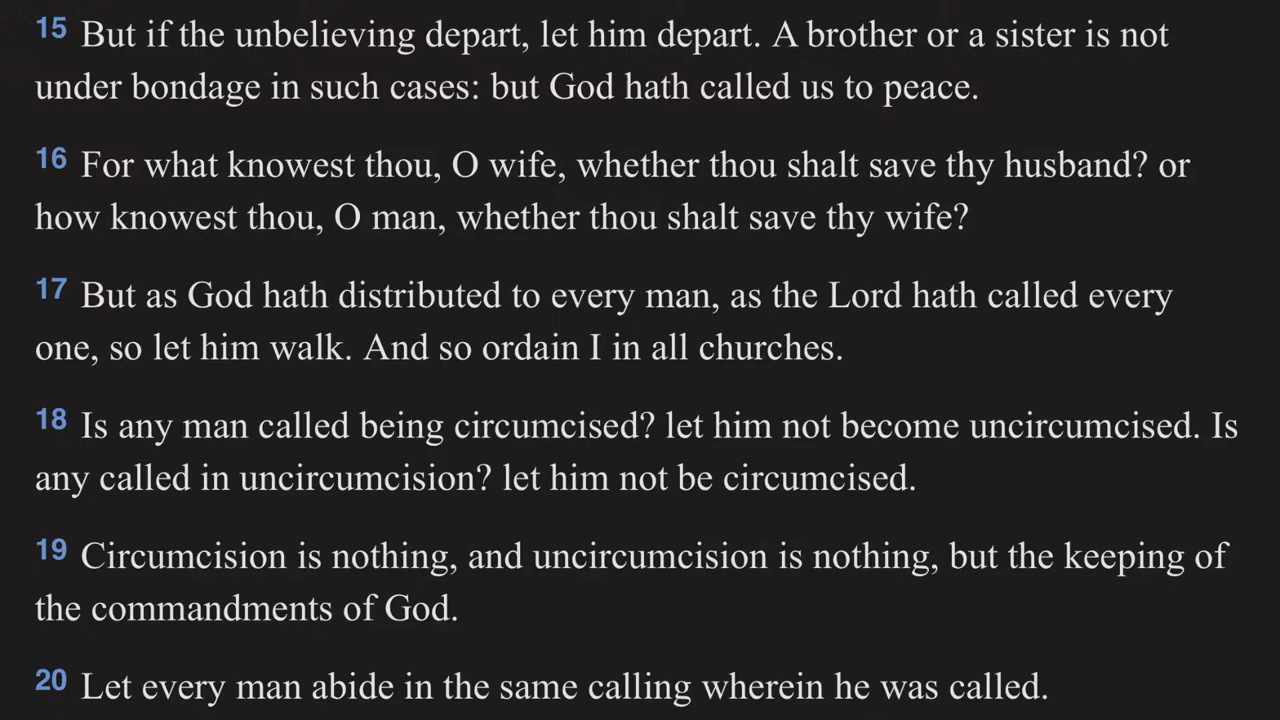 15 But if the unbelieving depart, let him depart. A brother or a sister is not
under bondage in such cases: but God hath called us to peace.
16 For what knowest thou, O wife, whether thou shalt save thy husband? or
how knowest thou, O man, whether thou shalt save thy wife?
17 But as God hath distributed to every man, as the Lord hath called every
one, so let him walk. And so ordain I in all churches.
18 Is any man called being circumcised? let him not become uncircumcised. Is
any called in uncircumcision? let him not be circumcised.
19 Circumcision is nothing, and uncircumcision is nothing, but the keeping of
the commandments of God.
20 Let every man abide in the same calling wherein he was called.